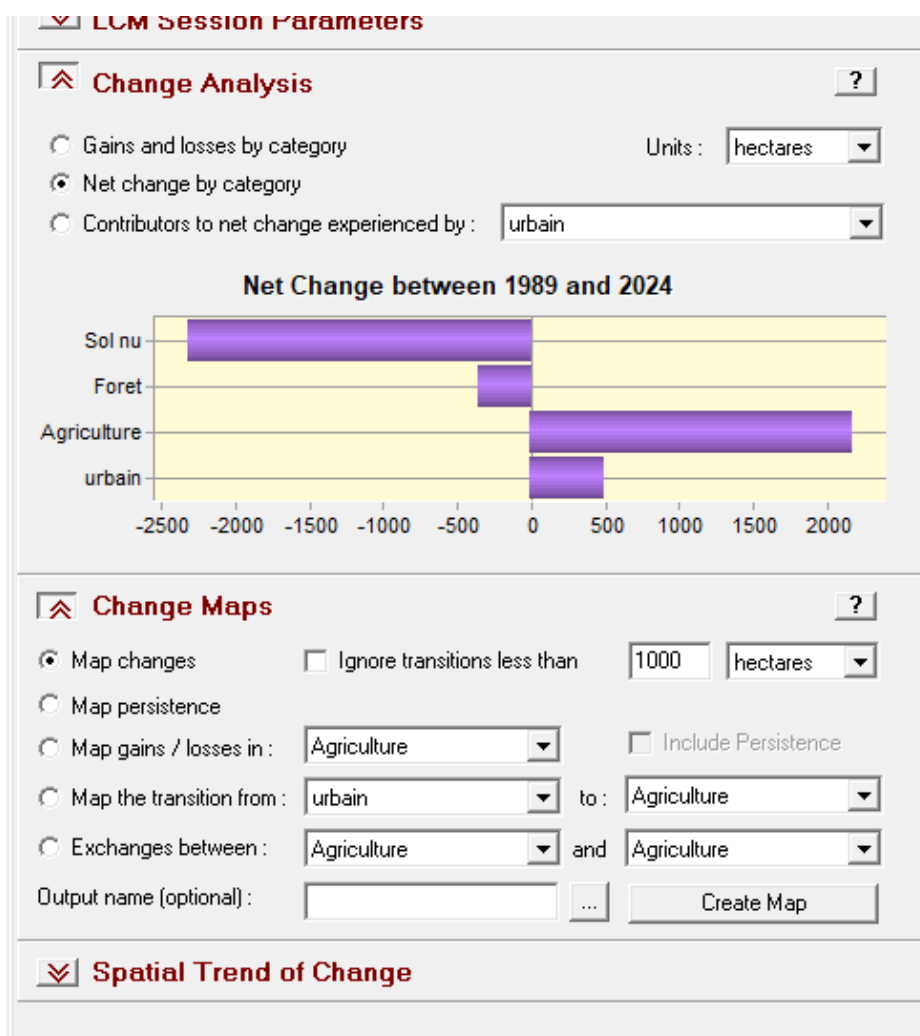 LCM Session Parameters
Change Analysis ?
Gains and losses by category Units : hectares
Net change by category
Contributors to net change experienced by : urbain
Net Change between 1989 and 2024
Sol nu
Foret
Agriculture
urbain
-2500 -2000 -1500 -1000 -500 0 500 1000 1500 2000
Change Maps ?
Map changes Ignore transitions less than 1000 hectares
Map persistence
Map gains / losses in : Agriculture Include Persistence
Map the transition from : urbain to : Agriculture
Exchanges between : Agriculture and Agriculture
Output name (optional) : ... Create Map
Spatial Trend of Change